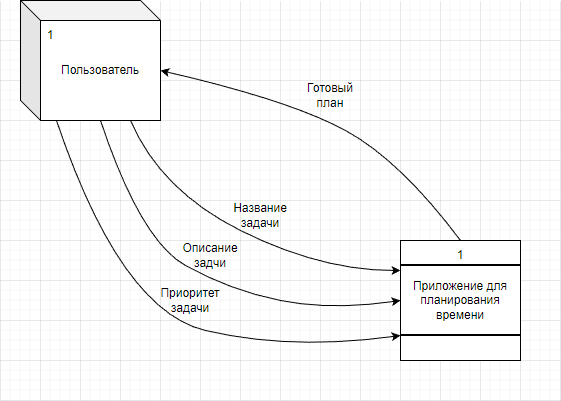 1
Пользователь
Готовый
план
Название
задачи
Описание
задчи
Приоритет
задачи
1
Приложение для
планирования
времени